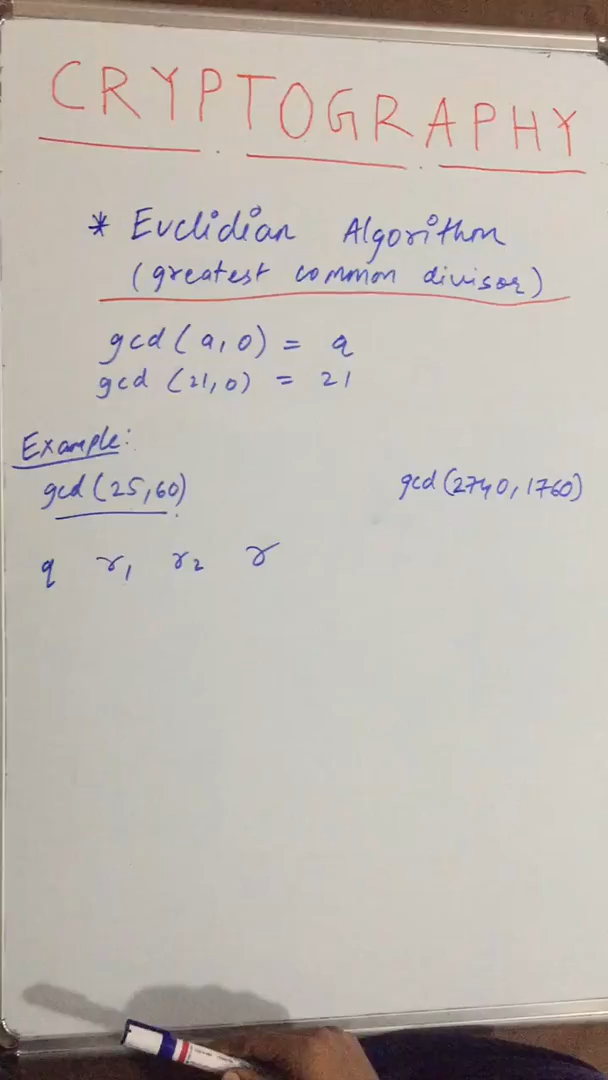 CRYPTOGRAPHY
* Euclidian Algorithm
(greatest common divisor)
gcd (a, 0) = a
gcd (21, 0) = 21
Example:
gcd (25, 60)
gcd (2740, 1760)
q r₁ r₂ r